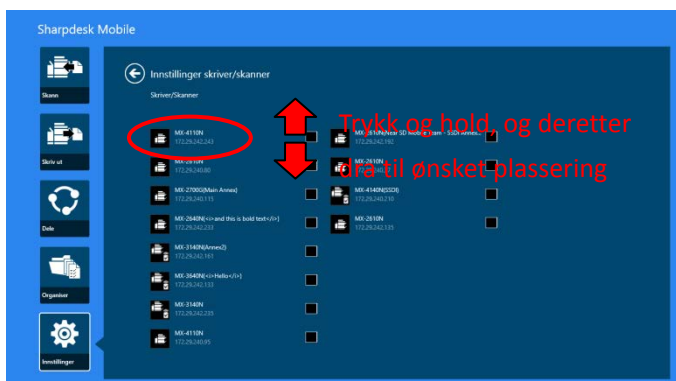 Sharpdesk Mobile
Skann
Skriv ut
Dele
Organiser
Innstillinger
Innstillinger skriver/skanner
Skriver/Skanner
MX-4110N
172.29.242.243
MX-2610N
172.29.240.80
MX-2700G(Main Annex)
172.29.240.115
MX-2640N(<i>and this is bold text</i>)
172.29.242.233
MX-3140N(Annex2)
172.29.242.161
MX-3640N(<i>Hello</i>)
172.29.242.133
MX-3140N
172.29.242.235
MX-4110N
172.29.240.95
172.29.242.192
MX-2610N
MX-4140N(SSDI)
172.29.240.210
MX-2610N
172.29.242.135
Trykk og hold, og deretter
dra til ønsket plassering